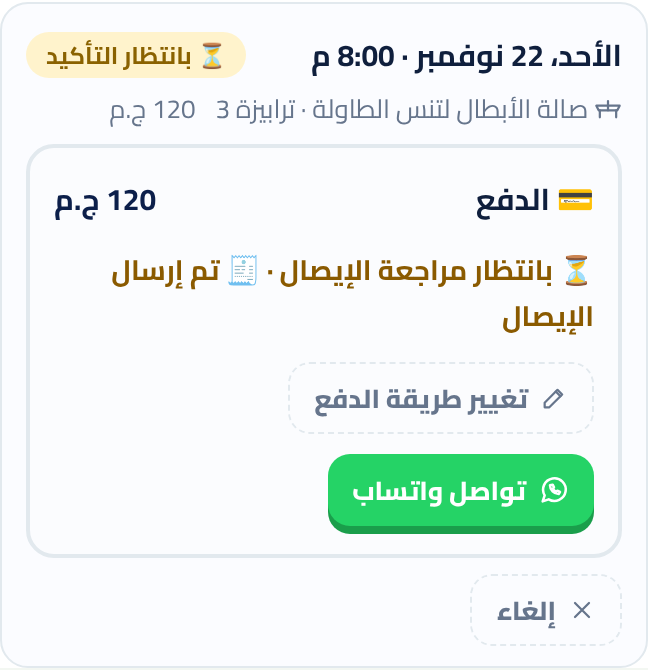 الأحد، 22 نوفمبر · 8:00 م
⏳ بانتظار التأكيد
صالة الأبطال لتنس الطاولة · ترابيزة 3 120 ج.م
💳 الدفع
120 ج.م
⏳ بانتظار مراجعة الإيصال · 🧾 تم إرسال
الإيصال
تغيير طريقة الدفع
تواصل واتساب
إلغاء